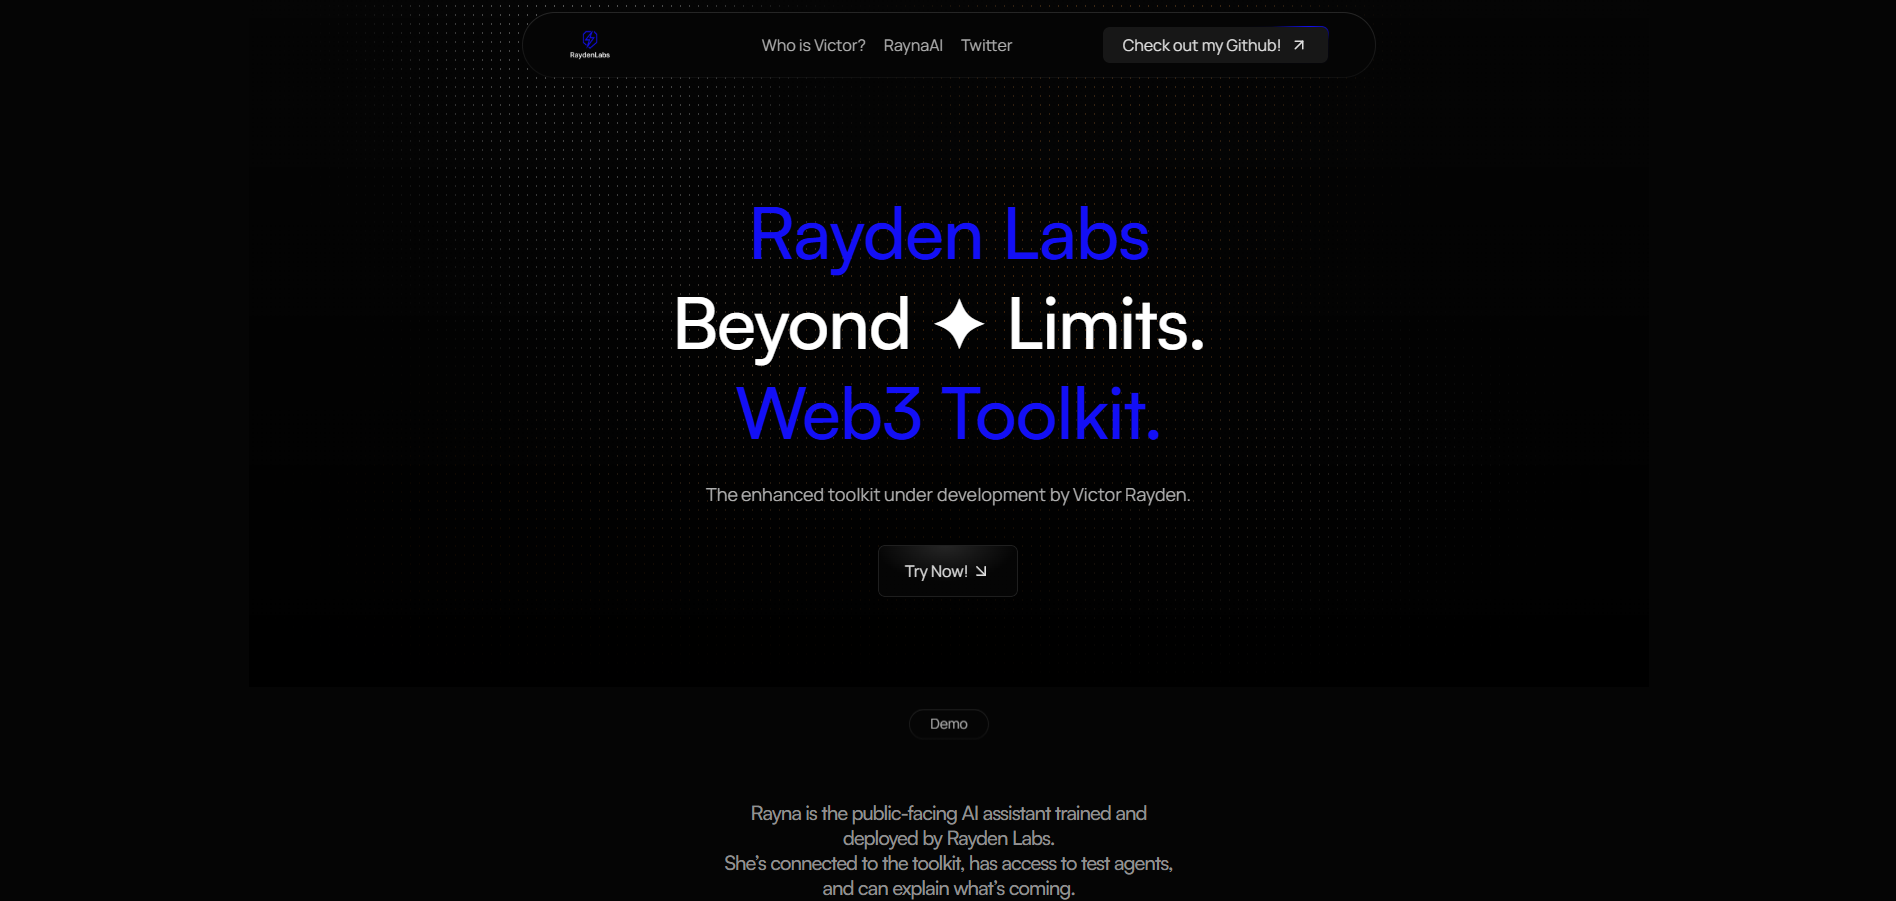 RaydenLabs
Who is Victor? RaynaAI Twitter
Check out my Github!
Rayden Labs
Beyond ✦ Limits.
Web3 Toolkit.
The enhanced toolkit under development by Victor Rayden.
Try Now!
Demo
Rayna is the public-facing AI assistant trained and
deployed by Rayden Labs.
She’s connected to the toolkit, has access to test agents,
and can explain what’s coming.